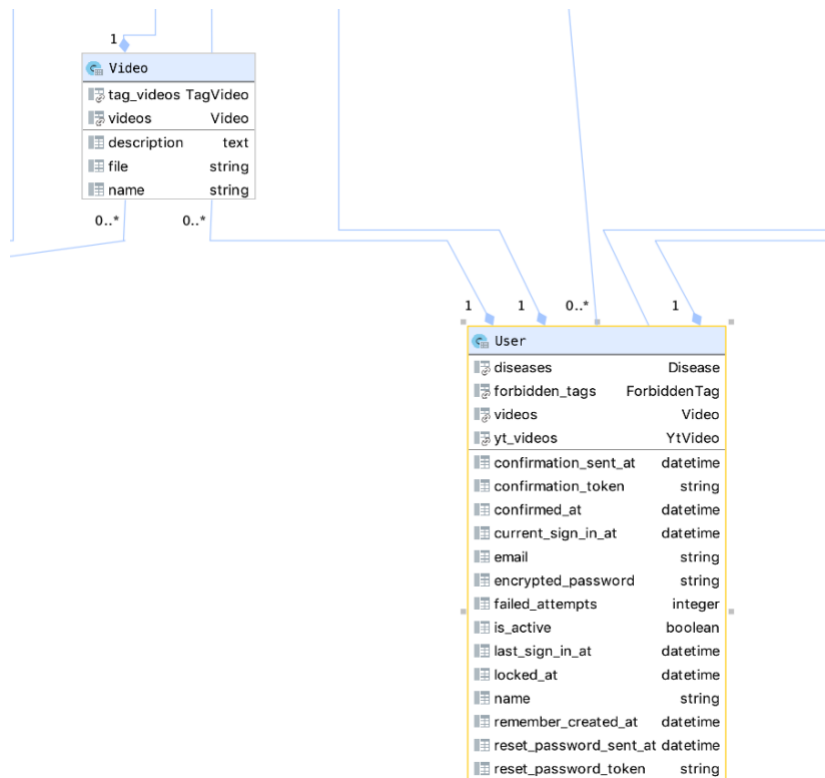 1
Video
tag_videos TagVideo
videos Video
description text
file string
name string
0..* 0..*
1 1 0..* 1
User
diseases Disease
forbidden_tags ForbiddenTag
videos Video
yt_videos YtVideo
confirmation_sent_at datetime
confirmation_token string
confirmed_at datetime
current_sign_in_at datetime
email string
encrypted_password string
failed_attempts integer
is_active boolean
last_sign_in_at datetime
locked_at datetime
name string
remember_created_at datetime
reset_password_sent_at datetime
reset_password_token string